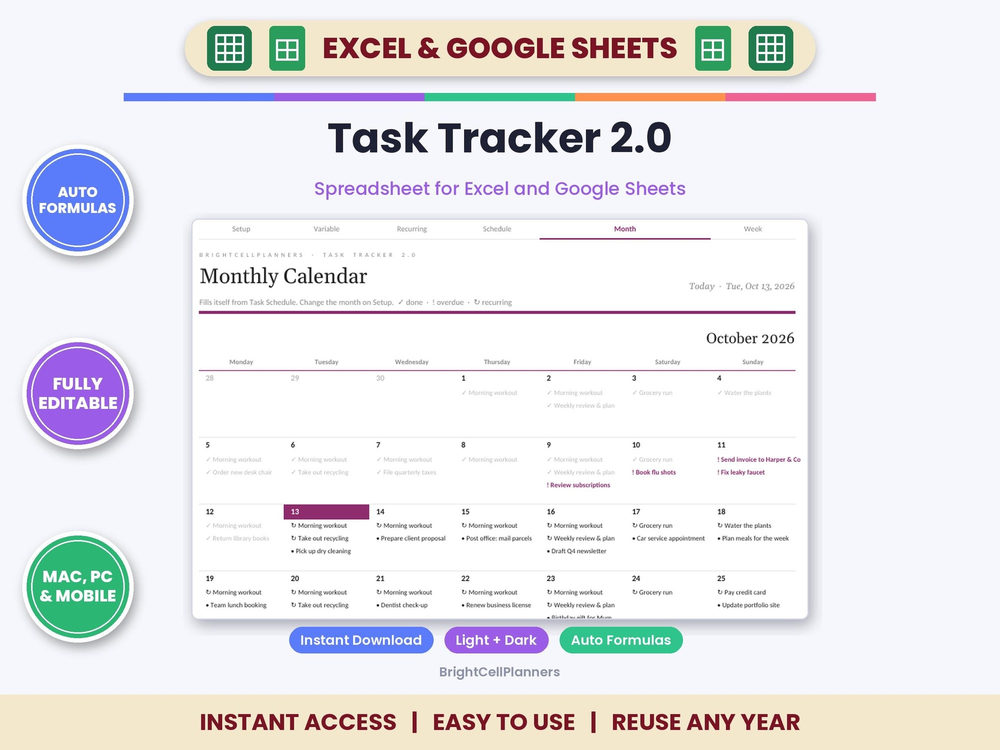 EXCEL & GOOGLE SHEETS
Task Tracker 2.0
Spreadsheet for Excel and Google Sheets
AUTO
FORMULAS
FULLY
EDITABLE
MAC, PC
& MOBILE
Setup Variable Recurring Schedule Month Week
BRIGHTCELLPLANNERS · TASK TRACKER 2.0
Monthly Calendar
Today · Tue, Oct 13, 2026
Fills itself from Task Schedule. Change the month on Setup. ✓ done · ! overdue · ↻ recurring
October 2026
Monday Tuesday Wednesday Thursday Friday Saturday Sunday
28 29 30 1 2 3 4
✓ Morning workout ✓ Morning workout ✓ Grocery run ✓ Water the plants
✓ Weekly review & plan
5 6 7 8 9 10 11
✓ Morning workout ✓ Morning workout ✓ Morning workout ✓ Morning workout ✓ Morning workout ✓ Grocery run ! Send invoice to Harper & Co
✓ Order new desk chair ✓ Take out recycling ✓ File quarterly taxes ✓ Weekly review & plan ! Book flu shots ! Fix leaky faucet
! Review subscriptions
12 13 14 15 16 17 18
✓ Morning workout ↻ Morning workout ↻ Morning workout ↻ Morning workout ↻ Morning workout ↻ Grocery run ↻ Water the plants
✓ Return library books ↻ Take out recycling • Prepare client proposal • Post office: mail parcels ↻ Weekly review & plan • Car service appointment • Plan meals for the week
• Pick up dry cleaning • Draft Q4 newsletter
19 20 21 22 23 24 25
↻ Morning workout ↻ Morning workout ↻ Morning workout ↻ Morning workout ↻ Morning workout ↻ Grocery run ↻ Pay credit card
• Team lunch booking ↻ Take out recycling • Dentist check-up • Renew business license ↻ Weekly review & plan • Update portfolio site
• Birthday gift for Mum
Instant Download Light + Dark Auto Formulas
BrightCellPlanners
INSTANT ACCESS | EASY TO USE | REUSE ANY YEAR